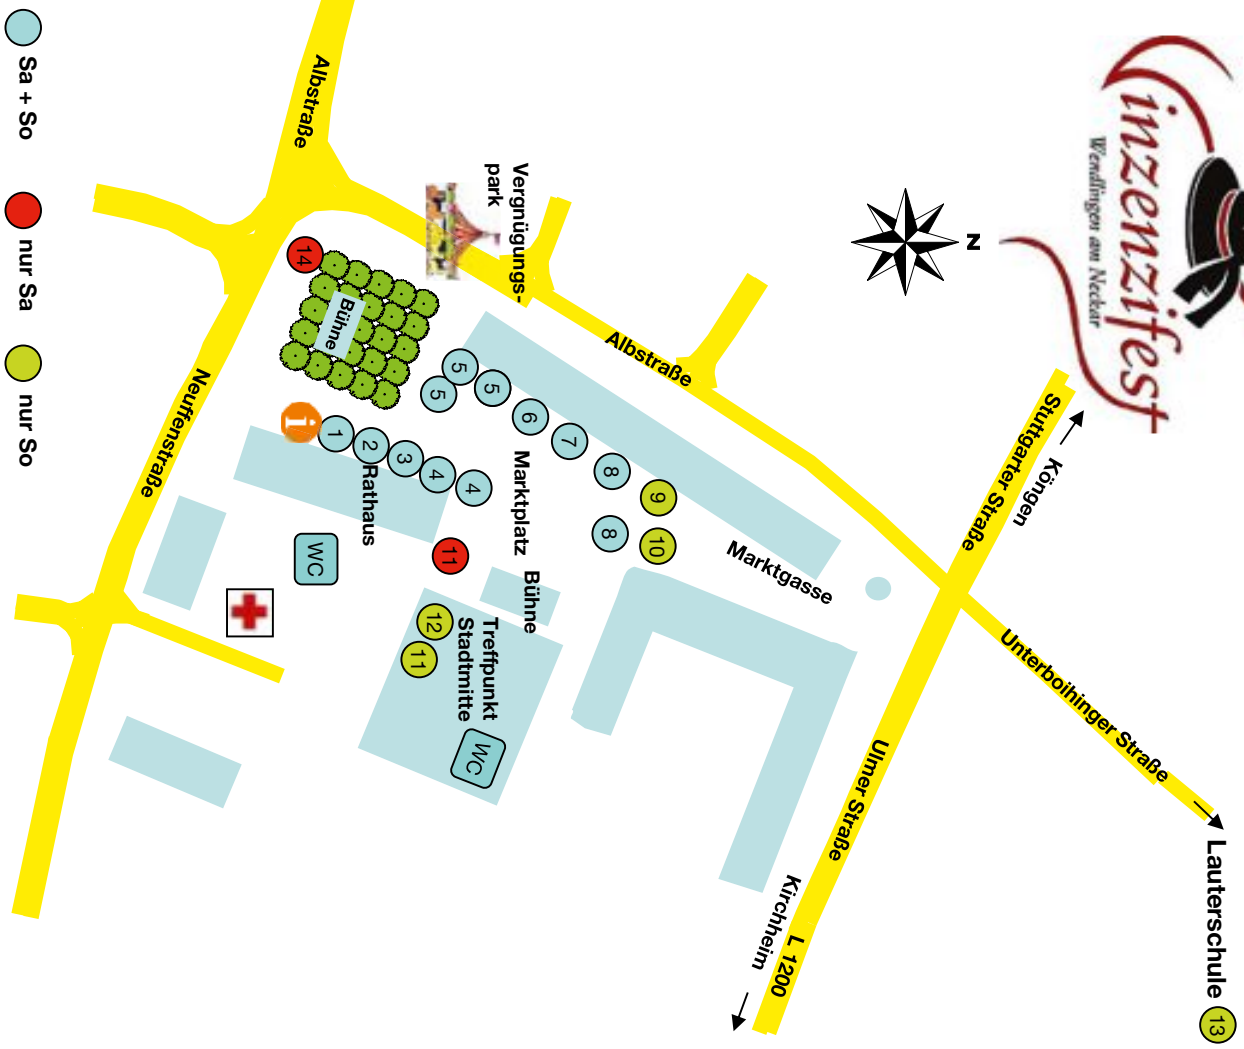 Vinzenzifest
Wendlingen am Neckar
Lauterschule 13
Unterboihinger Straße
Köngen
Stuttgarter Straße
N
Ulmer Straße
L 1200
Kirchheim
Marktgasse
Albstraße
9
10
8
8
7
6
5
5
5
Vergnügungs-
park
Marktplatz
Bühne
Treffpunkt
Stadtmitte
WC
4
4
3
2
1
11
12
11
Rathaus
Bühne
14
i
WC
Albstraße
Neuffenstraße
Sa + So
nur Sa
nur So